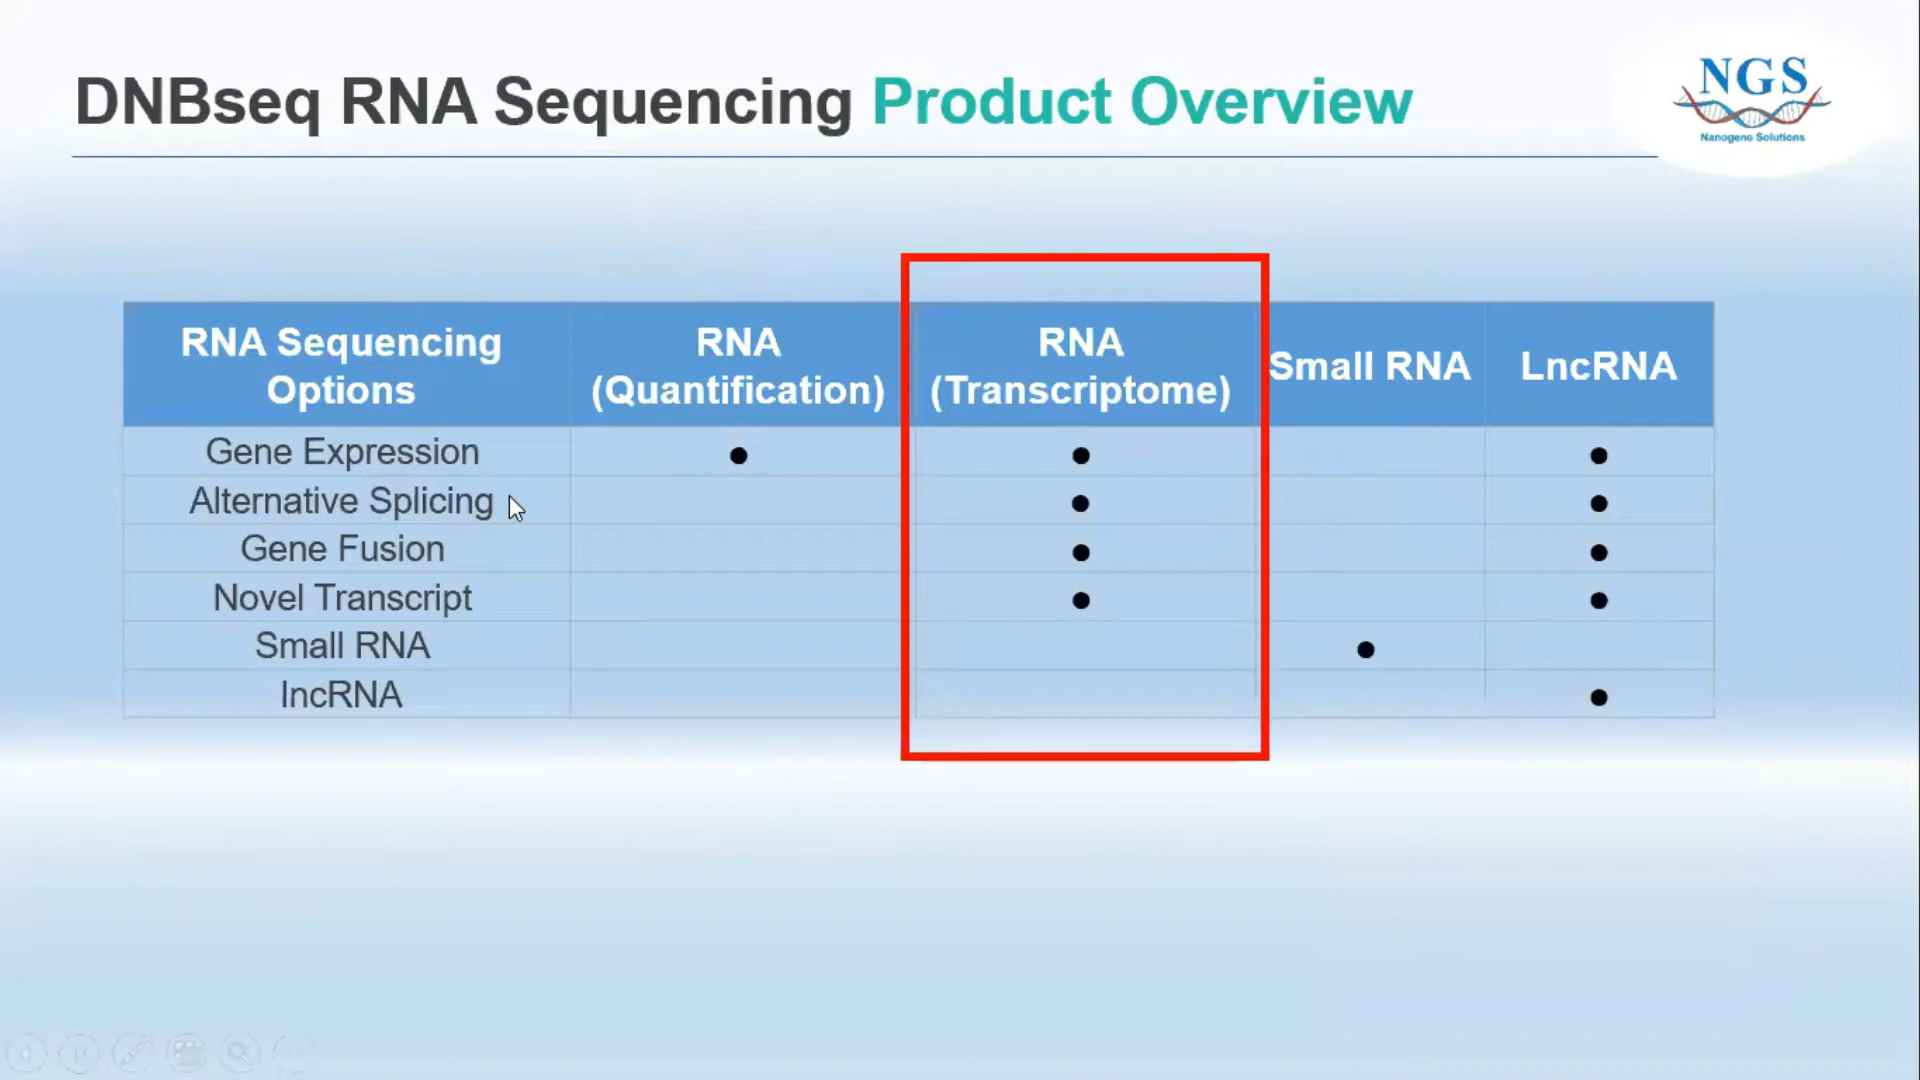 DNBseq RNA Sequencing Product Overview
NGS
Nanogene Solutions
RNA Sequencing Options
RNA (Quantification)
RNA (Transcriptome)
Small RNA
LncRNA
Gene Expression ● ● ●
Alternative Splicing ● ●
Gene Fusion ● ●
Novel Transcript ● ●
Small RNA ●
lncRNA ●